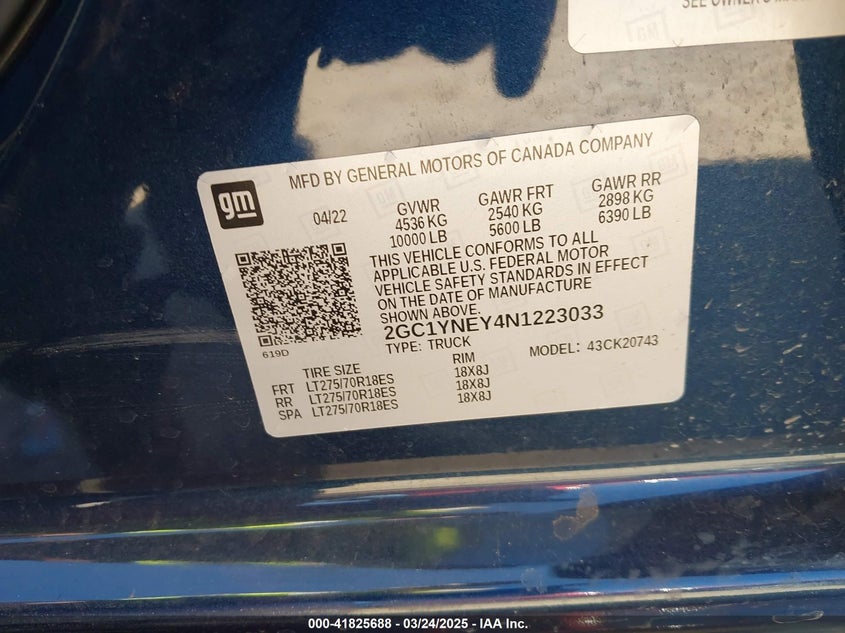 SEE OWNER'S
GM
MFD BY GENERAL MOTORS OF CANADA COMPANY
gm
04/22
GVWR
4536 KG
10000 LB
GAWR FRT
2540 KG
5600 LB
GAWR RR
2898 KG
6390 LB
THIS VEHICLE CONFORMS TO ALL
APPLICABLE U.S. FEDERAL MOTOR
VEHICLE SAFETY STANDARDS IN EFFECT
ON THE DATE OF MANUFACTURE
SHOWN ABOVE.
2GC1YNEY4N1223033
TYPE: TRUCK
MODEL: 43CK20743
619D
TIRE SIZE RIM
FRT LT275/70R18ES 18X8J
RR LT275/70R18ES 18X8J
SPA LT275/70R18ES 18X8J
000-41825688 - 03/24/2025 - IAA Inc.